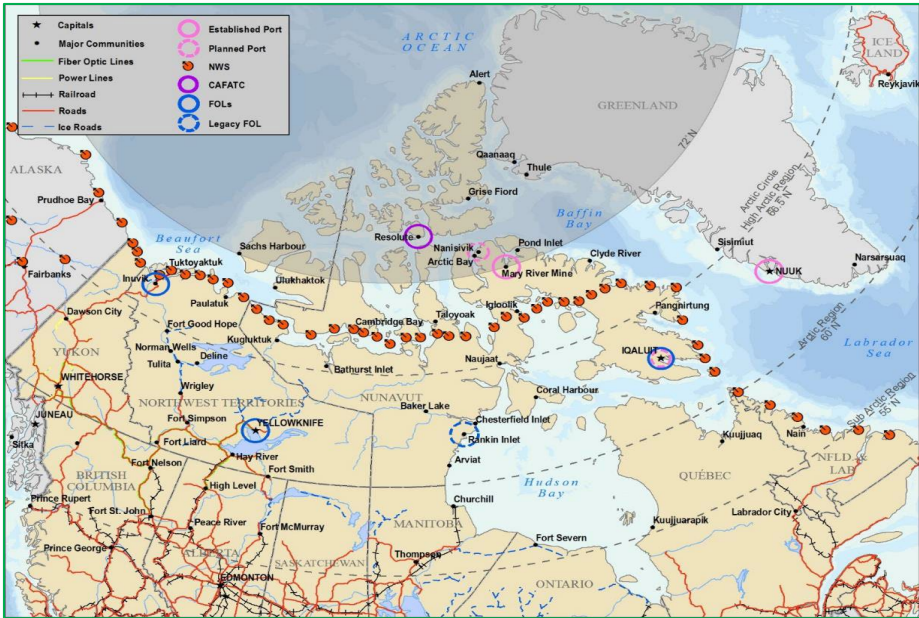 Capitals
Major Communities
Fiber Optic Lines
Power Lines
Railroad
Roads
Ice Roads
Established Port
Planned Port
NWS
CAFATC
FOLs
Legacy FOL
ARCTIC
OCEAN
Alert
GREENLAND
ICE-
LAND
Reykjavik
72°N
Qaanaaq
Thule
Grise Fiord
ALASKA
Prudhoe Bay
Beaufort
Sea
Sachs Harbour
Resolute
Nanisivik
Arctic Bay
Baffin
Bay
Pond Inlet
Mary River Mine
Clyde River
Arctic Circle
High Arctic Region
66.5°N
Sisimiut
NUUK
Narsarsuaq
Fairbanks
Inuvik
Tuktoyaktuk
Ulukhaktok
Paulatuk
Dawson City
Fort Good Hope
Kugluktuk
Cambridge Bay
Taloyoak
Igloolik
Pangnirtung
Arctic Region
60°N
Labrador
Sea
YUKON
Norman Wells
Tulita
Deline
Bathurst Inlet
Naujaat
IQALUIT
WHITEHORSE
Wrigley
NORTHWEST TERRITORIES
NUNAVUT
Baker Lake
Coral Harbour
Chesterfield Inlet
Sub Arctic Region
55°N
JUNEAU
Sitka
Fort Simpson
YELLOWKNIFE
Rankin Inlet
Fort Liard
Hay River
Arviat
Kuujjuaq
Nain
NFLD &
LAB
BRITISH
COLUMBIA
Fort Nelson
Fort Smith
High Level
Hudson
Bay
QUÉBEC
Prince Rupert
Fort St. John
Peace River
Fort McMurray
Churchill
MANITOBA
Kuujjuarapik
Labrador City
Prince George
ALBERTA
SASKATCHEWAN
Thompson
Fort Severn
EDMONTON
ONTARIO